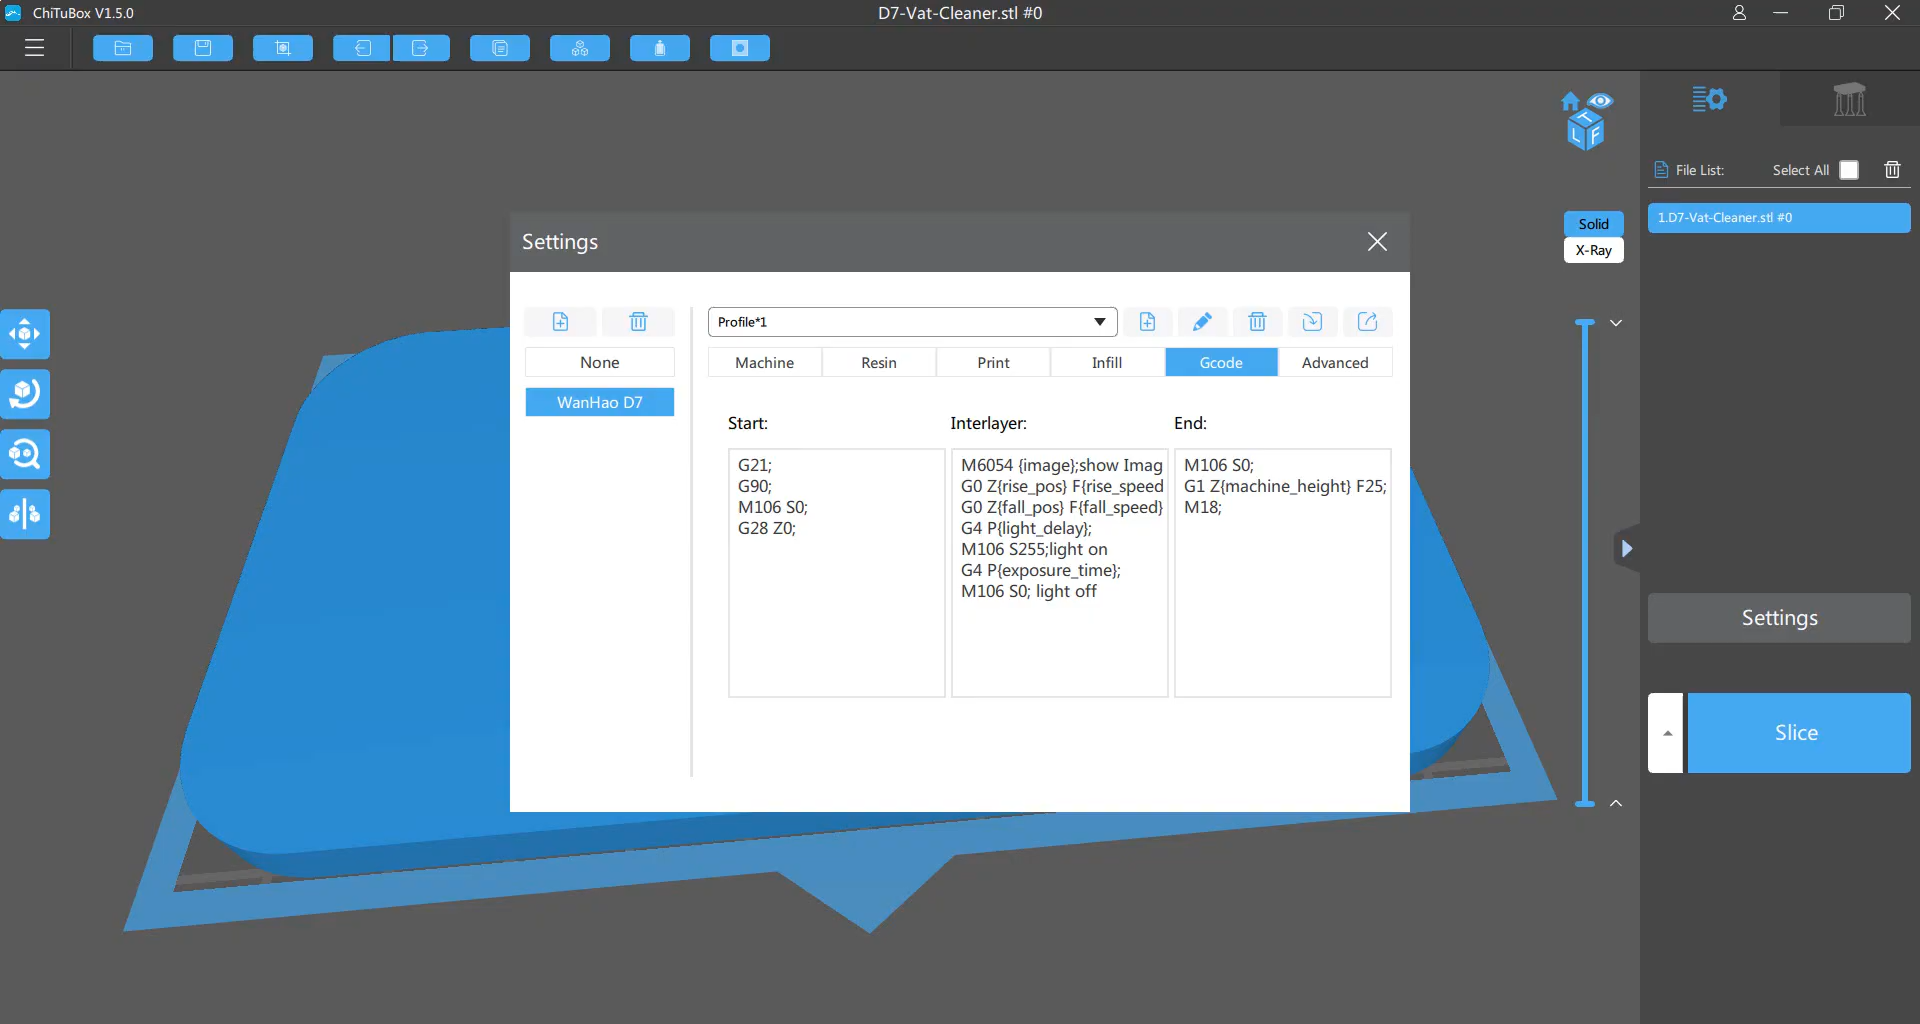 ChiTuBox V1.5.0
D7-Vat-Cleaner.stl #0
T
L F
File List:
Select All
1.D7-Vat-Cleaner.stl #0
Solid
X-Ray
Settings
Profile*1
None
WanHao D7
Machine
Resin
Print
Infill
Gcode
Advanced
Start:
G21;
G90;
M106 S0;
G28 Z0;
Interlayer:
M6054 {image};show Imag
G0 Z{rise_pos} F{rise_speed
G0 Z{fall_pos} F{fall_speed}
G4 P{light_delay};
M106 S255;light on
G4 P{exposure_time};
M106 S0; light off
End:
M106 S0;
G1 Z{machine_height} F25;
M18;
Settings
Slice